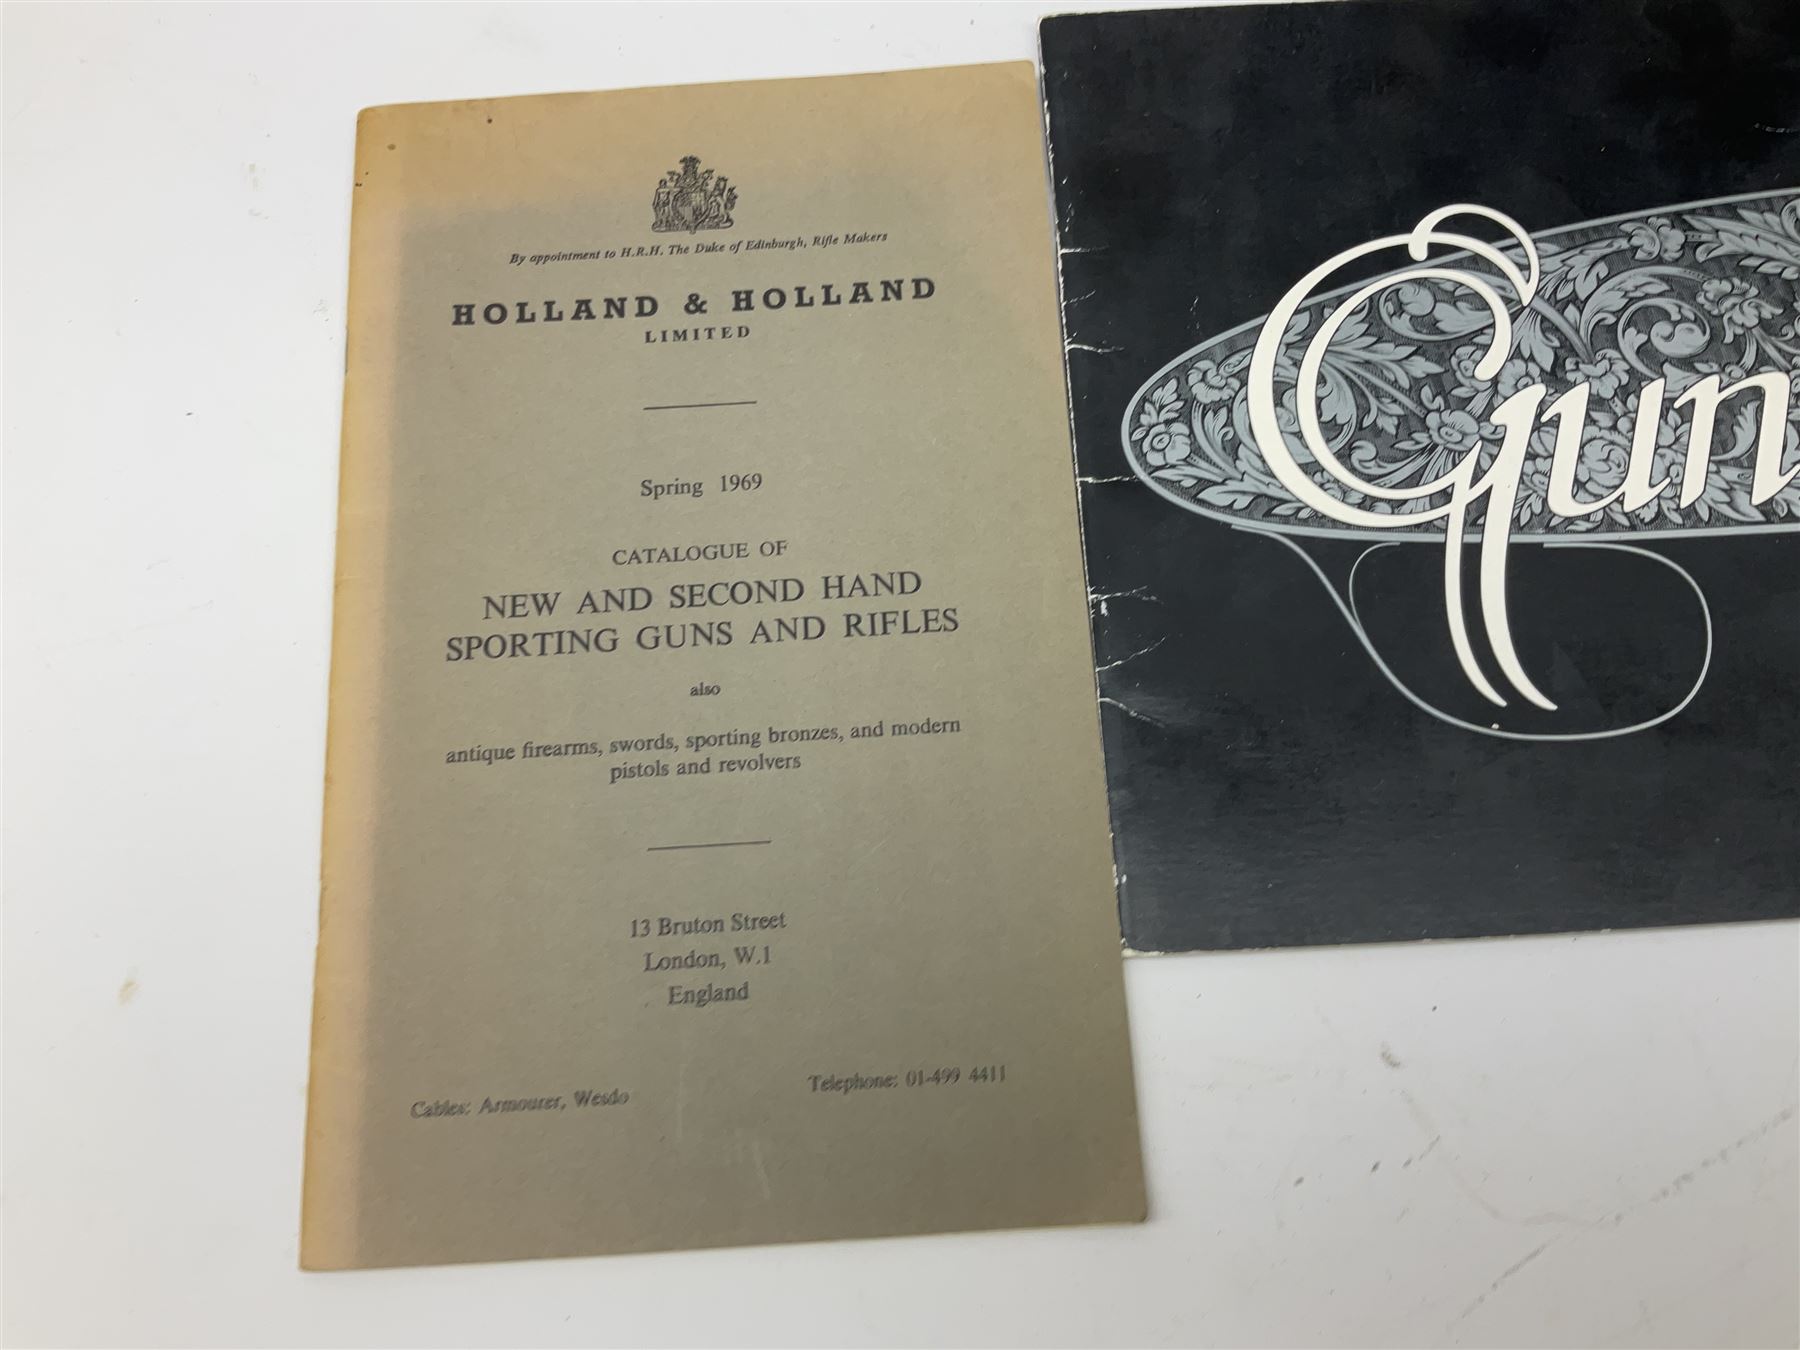 By appointment to H.R.H. The Duke of Edinburgh, Rifle Makers
HOLLAND & HOLLAND
LIMITED
Spring 1969
CATALOGUE OF
NEW AND SECOND HAND
SPORTING GUNS AND RIFLES
also
antique firearms, swords, sporting bronzes, and modern
pistols and revolvers
13 Bruton Street
London, W.1
England
Cables: Armourer, Wesdo
Telephone: 01-499 4411
Gun